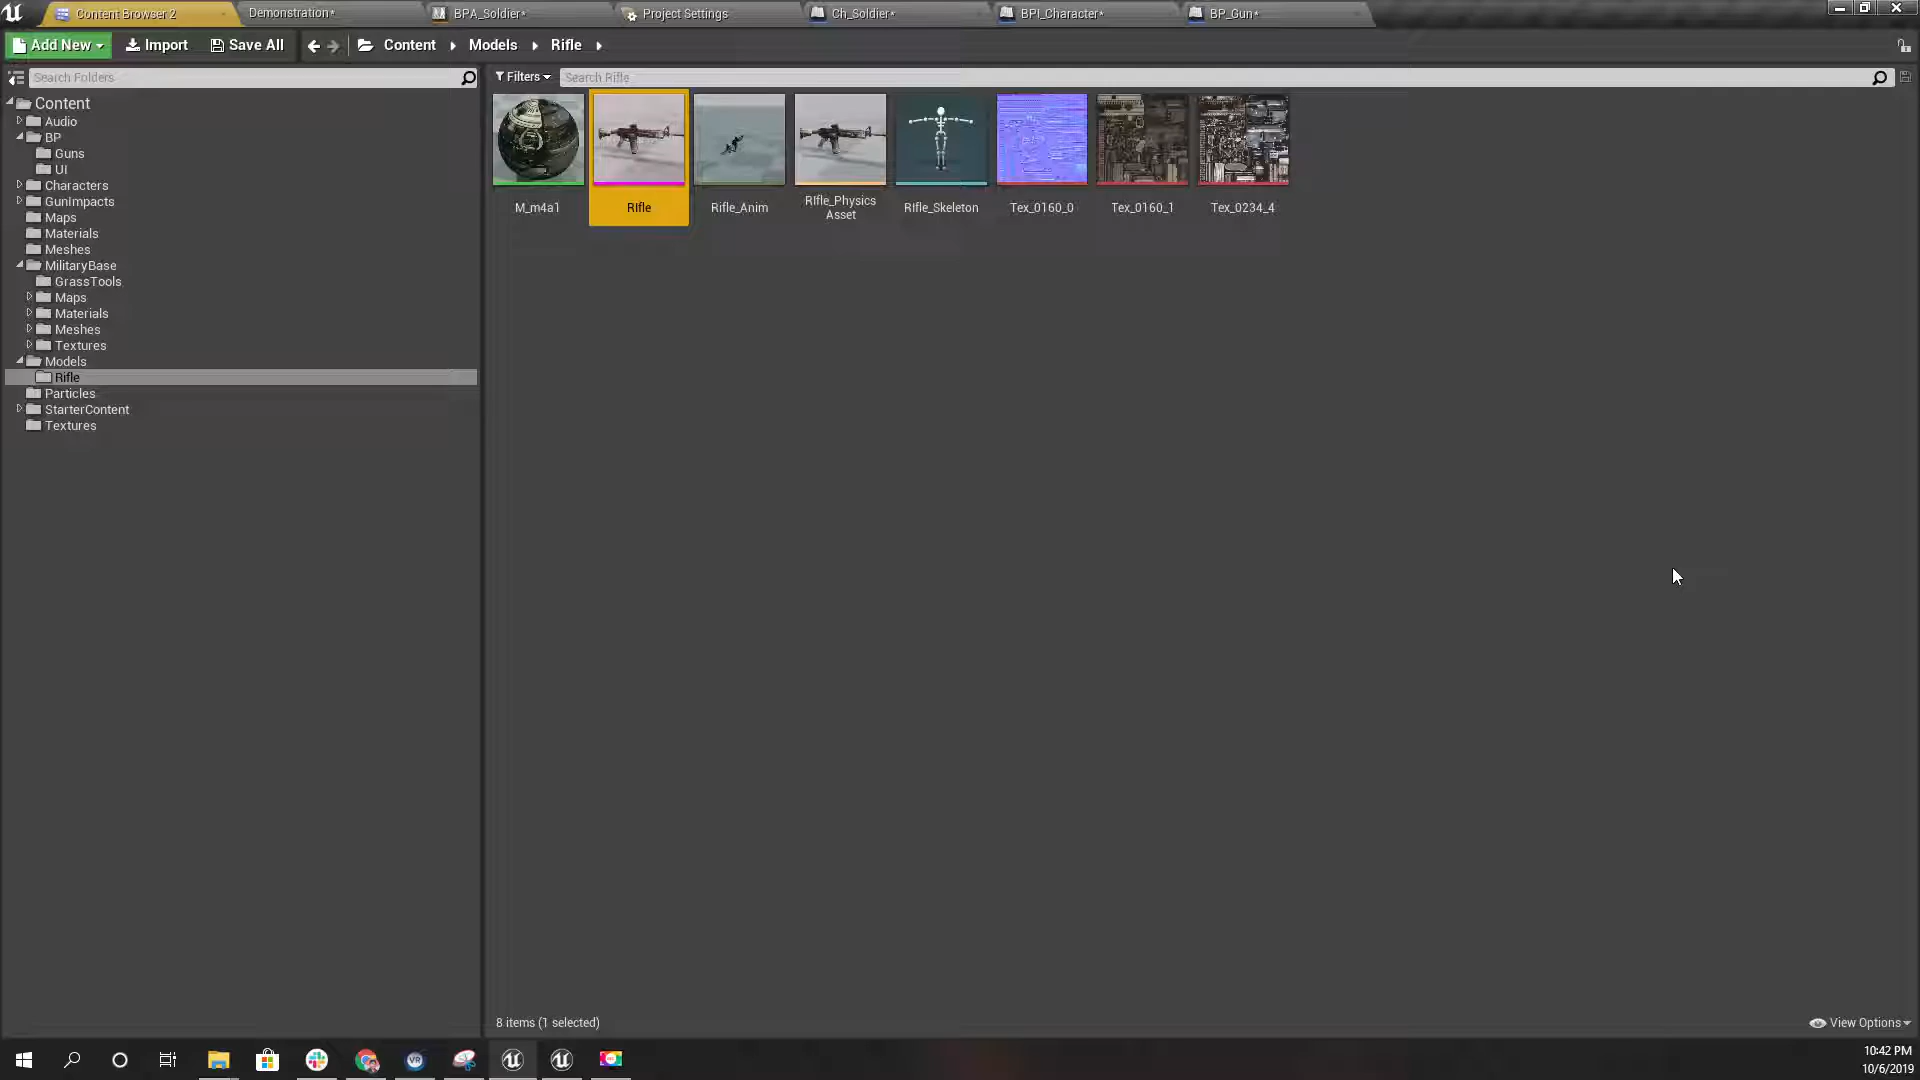 Content Browser 2
Demonstration*
BPA_Soldier*
Project Settings
Ch_Soldier*
BPI_Character*
BP_Gun*
Add New
Import
Save All
Content
Models
Rifle
Search Folders
Filters
Search Rifle
Content
Audio
BP
Guns
UI
Characters
GunImpacts
Maps
Materials
Meshes
MilitaryBase
GrassTools
Maps
Materials
Meshes
Textures
Models
Rifle
Particles
StarterContent
Textures
M_m4a1
RIfle
Rifle_Anim
RIfle_Physics
Asset
RIfle_Skeleton
Tex_0160_0
Tex_0160_1
Tex_0234_4
8 items (1 selected)
View Options
VR
10:42 PM
10/6/2019